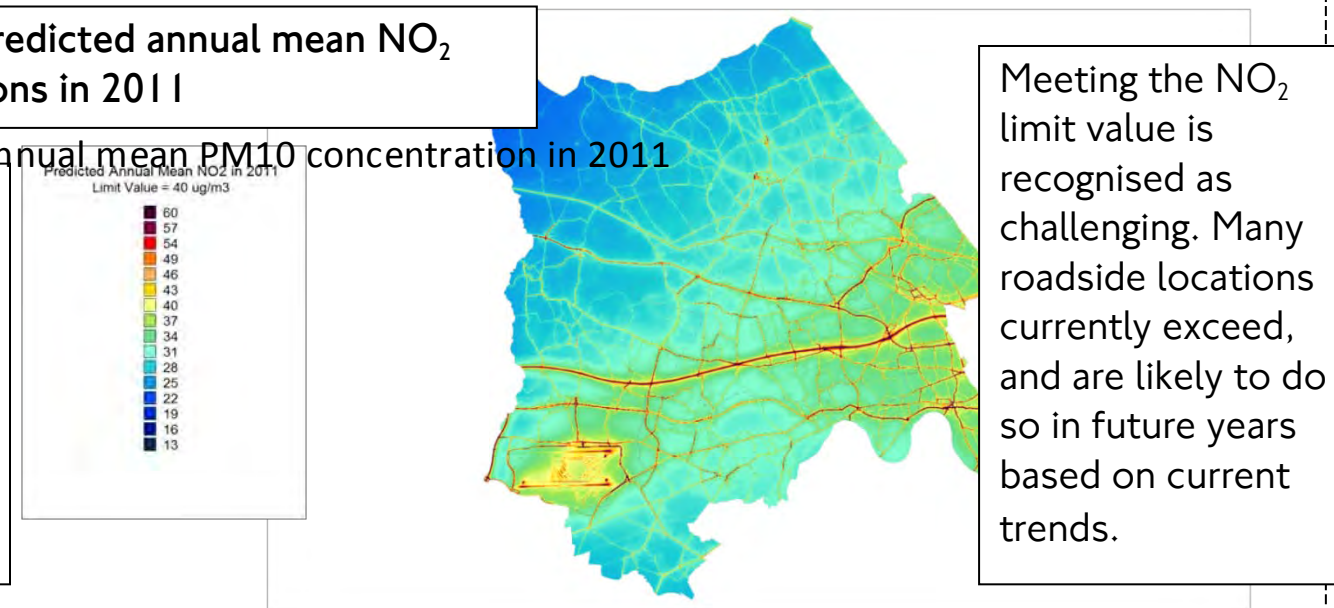 redicted annual mean NO₂
ons in 2011
nnual mean PM10 concentration in 2011
Predicted Annual Mean NO2 in 2011
Limit Value = 40 ug/m3
60
57
54
49
46
43
40
37
34
31
28
25
22
19
16
13
Meeting the NO₂
limit value is
recognised as
challenging. Many
roadside locations
currently exceed,
and are likely to do
so in future years
based on current
trends.